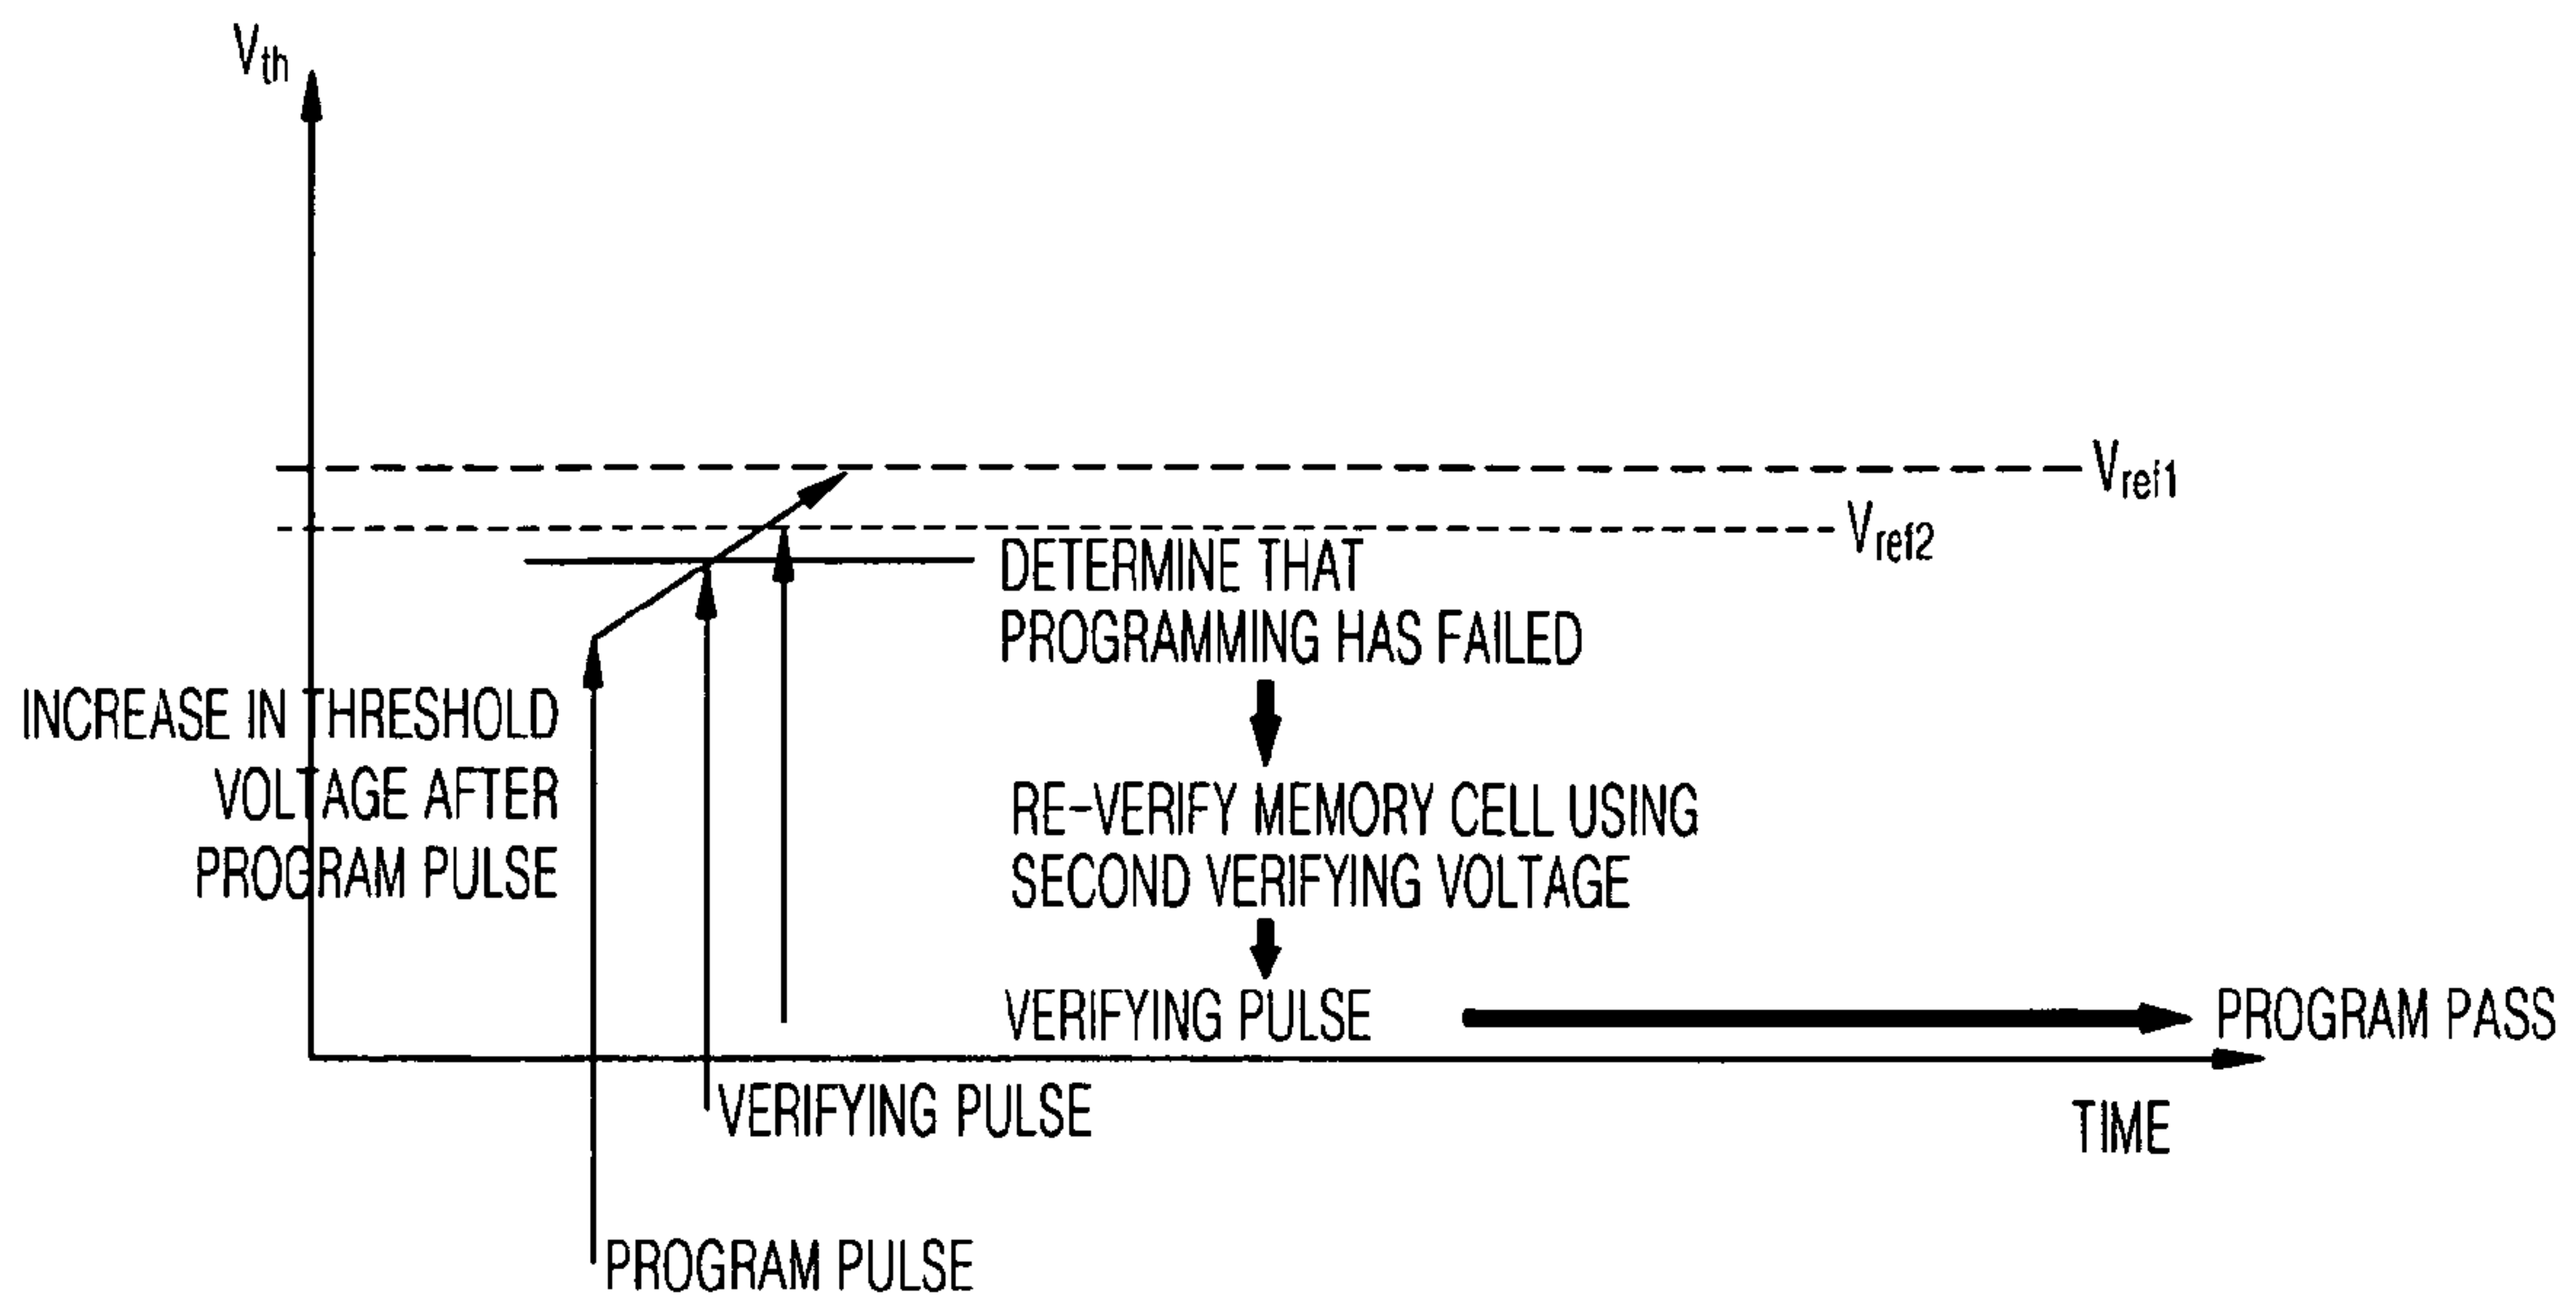 Vth
Vref1
Vref2
DETERMINE THAT
PROGRAMMING HAS FAILED
INCREASE IN THRESHOLD
VOLTAGE AFTER
PROGRAM PULSE
RE-VERIFY MEMORY CELL USING
SECOND VERIFYING VOLTAGE
VERIFYING PULSE
PROGRAM PASS
VERIFYING PULSE
TIME
PROGRAM PULSE